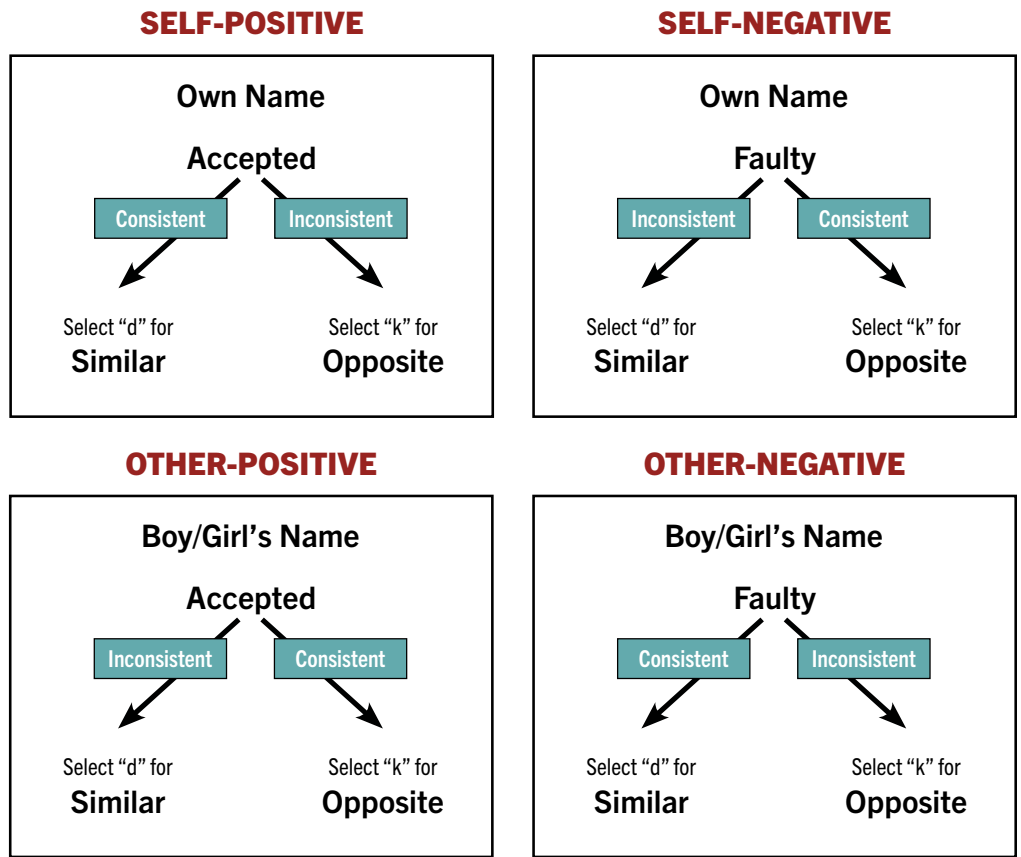 SELF-POSITIVE
Own Name
Accepted
Consistent
Inconsistent
Select “d” for
Similar
Select “k” for
Opposite
SELF-NEGATIVE
Own Name
Faulty
Inconsistent
Consistent
Select “d” for
Similar
Select “k” for
Opposite
OTHER-POSITIVE
Boy/Girl’s Name
Accepted
Inconsistent
Consistent
Select “d” for
Similar
Select “k” for
Opposite
OTHER-NEGATIVE
Boy/Girl’s Name
Faulty
Consistent
Inconsistent
Select “d” for
Similar
Select “k” for
Opposite